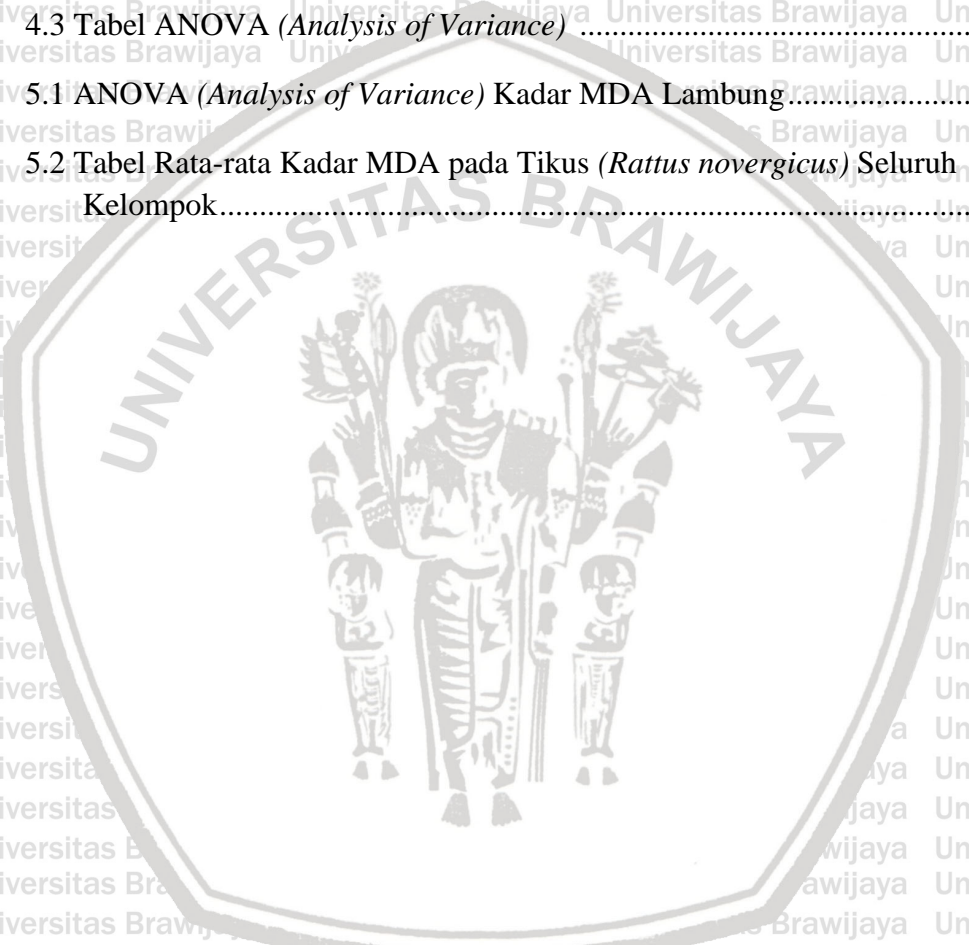 4.3 Tabel ANOVA (Analysis of Variance) ................................................
5.1 ANOVA (Analysis of Variance) Kadar MDA Lambung......................
5.2 Tabel Rata-rata Kadar MDA pada Tikus (Rattus novergicus) Seluruh
Kelompok..............................................................................................
UNIVERSITAS BRAWIJAYA